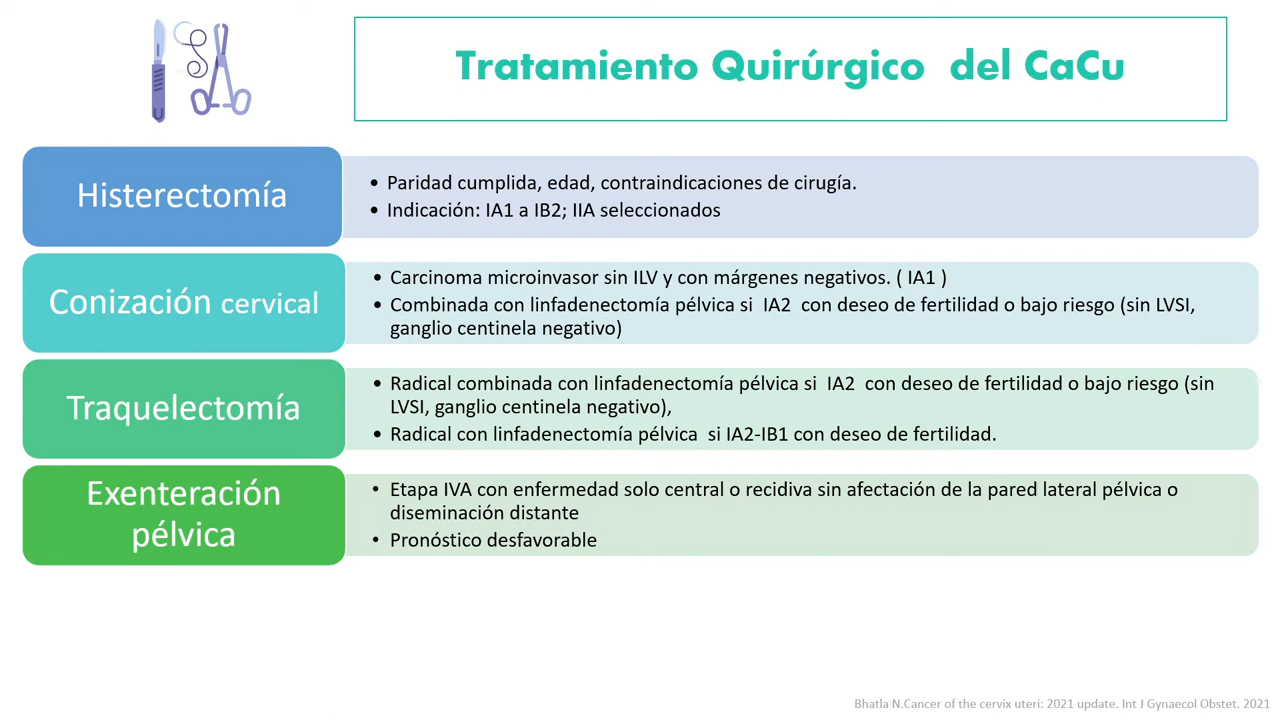 Tratamiento Quirúrgico del CaCu
Histerectomía
• Paridad cumplida, edad, contraindicaciones de cirugía.
• Indicación: IA1 a IB2; IIA seleccionados
Conización cervical
• Carcinoma microinvasor sin ILV y con márgenes negativos. ( IA1 )
• Combinada con linfadenectomía pélvica si IA2 con deseo de fertilidad o bajo riesgo (sin LVSI,
ganglio centinela negativo)
Traquelectomía
• Radical combinada con linfadenectomía pélvica si IA2 con deseo de fertilidad o bajo riesgo (sin
LVSI, ganglio centinela negativo),
• Radical con linfadenectomía pélvica si IA2-IB1 con deseo de fertilidad.
Exenteración
pélvica
• Etapa IVA con enfermedad solo central o recidiva sin afectación de la pared lateral pélvica o
diseminación distante
• Pronóstico desfavorable
Bhatla N.Cancer of the cervix uteri: 2021 update. Int J Gynaecol Obstet. 2021